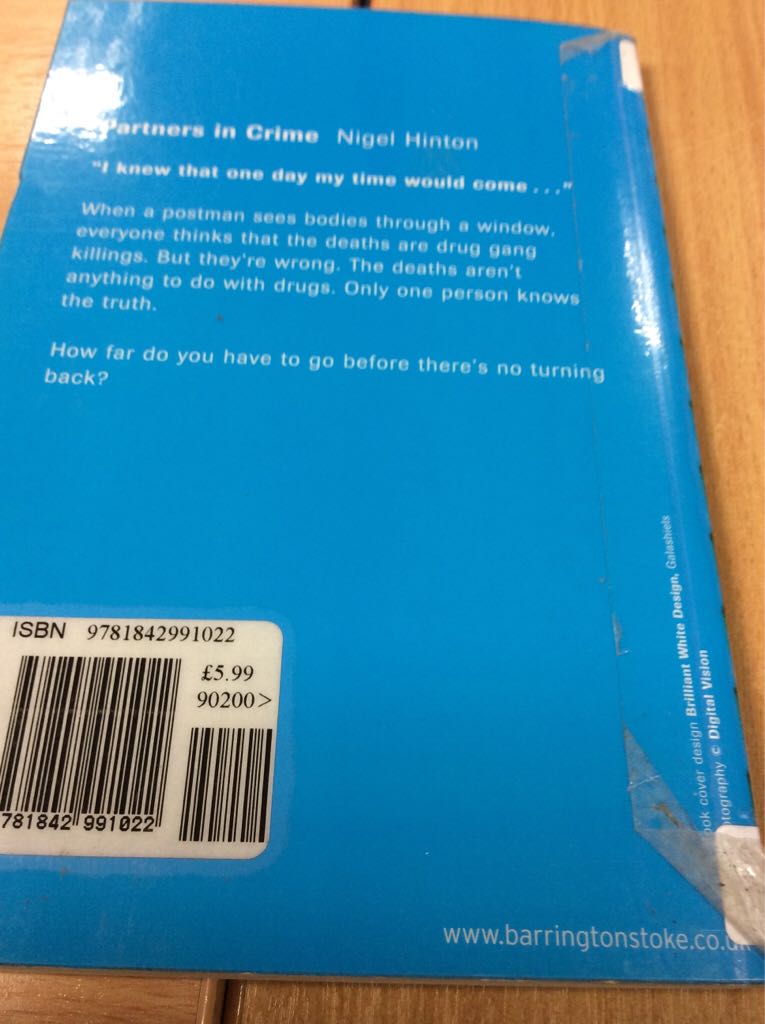 Partners in Crime Nigel Hinton
"I knew that one day my time would come . . ."
When a postman sees bodies through a window,
everyone thinks that the deaths are drug gang
killings. But they're wrong. The deaths aren't
anything to do with drugs. Only one person knows
the truth.
How far do you have to go before there's no turning
back?
ISBN 9781842991022
£5.99
90200>
781842 991022
ook cover design Brilliant White Design, Galashiels
otography © Digital Vision
www.barringtonstoke.co.uk